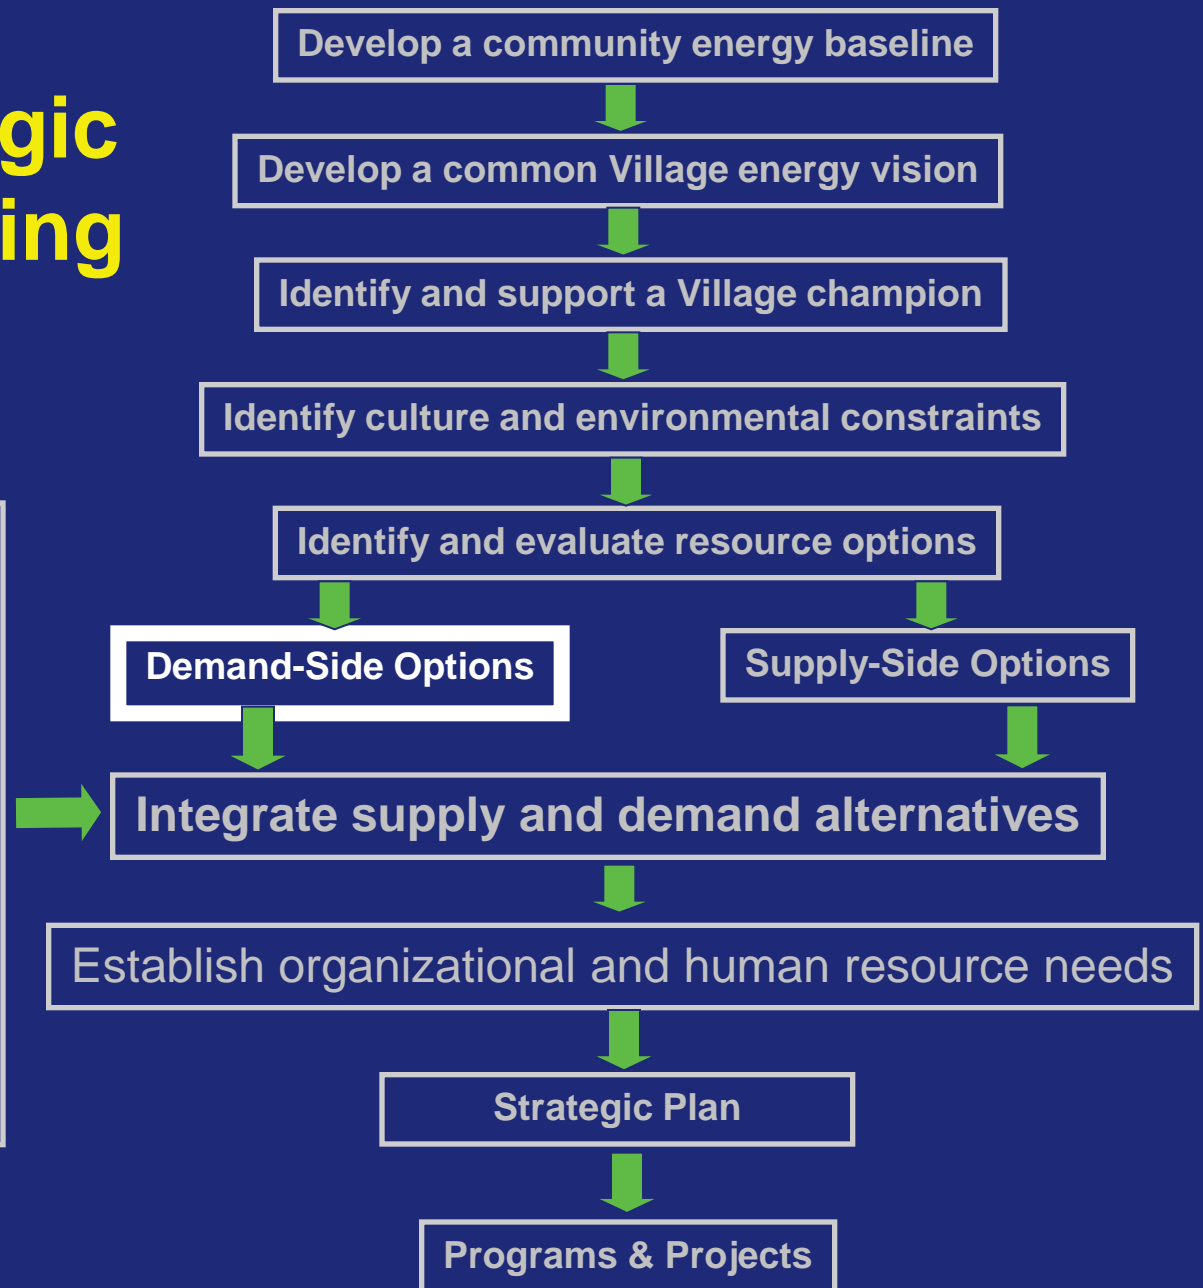 Develop a community energy baseline
gic
ing
Develop a common Village energy vision
Identify and support a Village champion
Identify culture and environmental constraints
Identify and evaluate resource options
Demand-Side Options
Supply-Side Options
Integrate supply and demand alternatives
Establish organizational and human resource needs
Strategic Plan
Programs & Projects